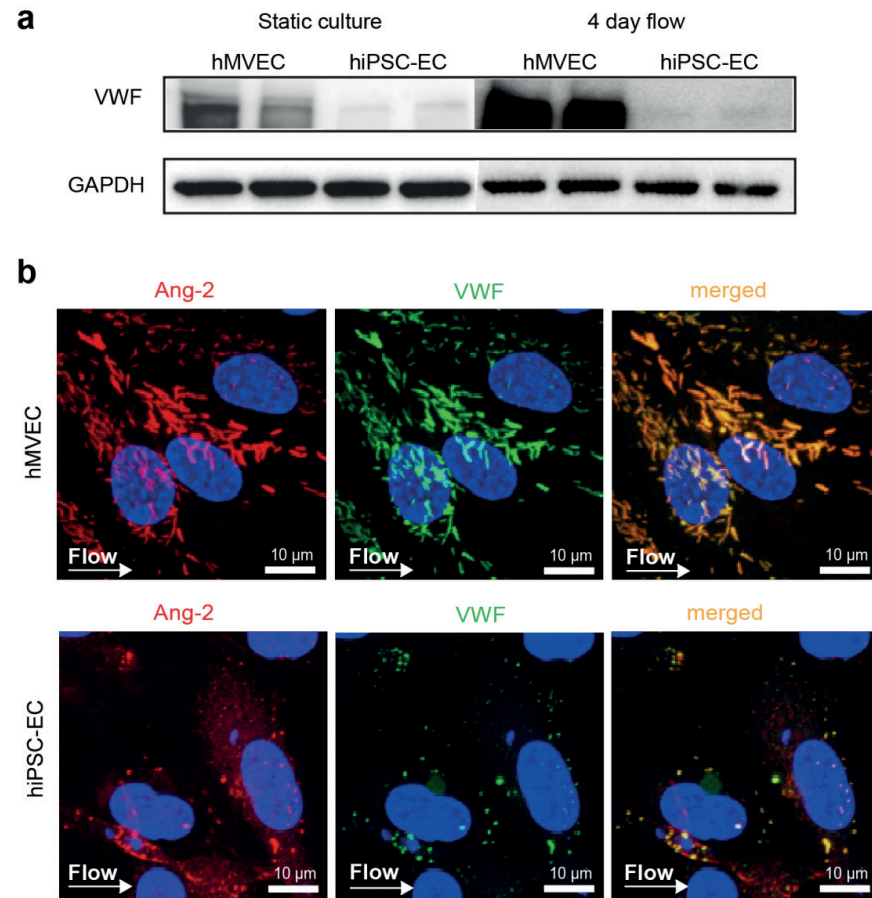 a
Static culture 4 day flow
hMVEC hiPSC-EC hMVEC hiPSC-EC
VWF
GAPDH
b
Ang-2 VWF merged
hMVEC
Flow 10 µm Flow 10 µm Flow 10 µm
Ang-2 VWF merged
hiPSC-EC
Flow 10 µm Flow 10 µm Flow 10 µm